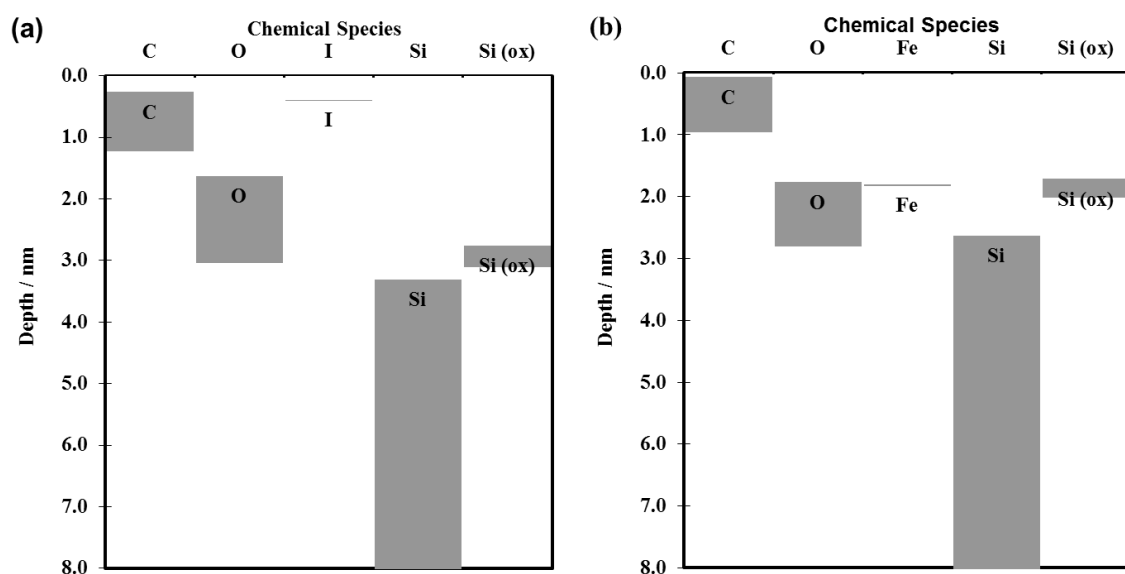 (a)
Chemical Species
C O I Si Si (ox)
Depth / nm
0.0
1.0
2.0
3.0
4.0
5.0
6.0
7.0
8.0
C
I
O
Si (ox)
Si
(b)
Chemical Species
C O Fe Si Si (ox)
Depth / nm
0.0
1.0
2.0
3.0
4.0
5.0
6.0
7.0
8.0
C
O
Fe
Si (ox)
Si